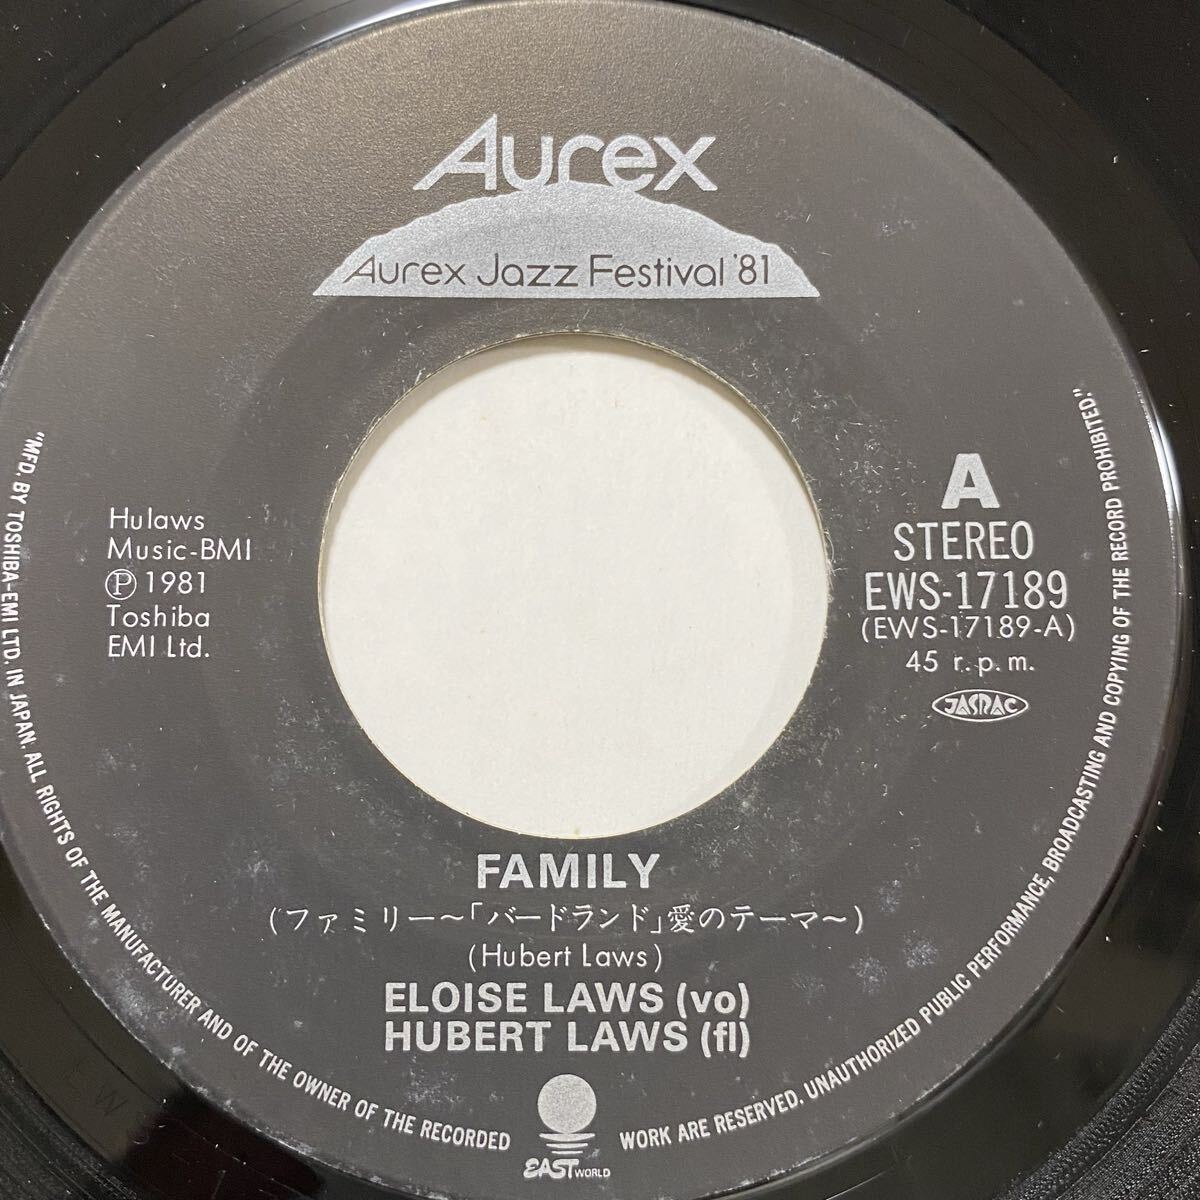 Aurex
Aurex Jazz Festival '81
Hulaws
Music-BMI
Ⓟ 1981
Toshiba
EMI Ltd.
A
STEREO
EWS-17189
(EWS-17189-A)
45 r.p.m.
JASRAC
FAMILY
(ファミリー〜「バードランド」愛のテーマ〜)
(Hubert Laws)
ELOISE LAWS (vo)
HUBERT LAWS (fl)
EAST WORLD
"MFD. BY TOSHIBA-EMI LTD. IN JAPAN. ALL RIGHTS OF THE MANUFACTURER AND OF THE OWNER OF THE RECORDED WORK ARE RESERVED. UNAUTHORIZED PUBLIC PERFORMANCE, BROADCASTING AND COPYING OF THE RECORD PROHIBITED."